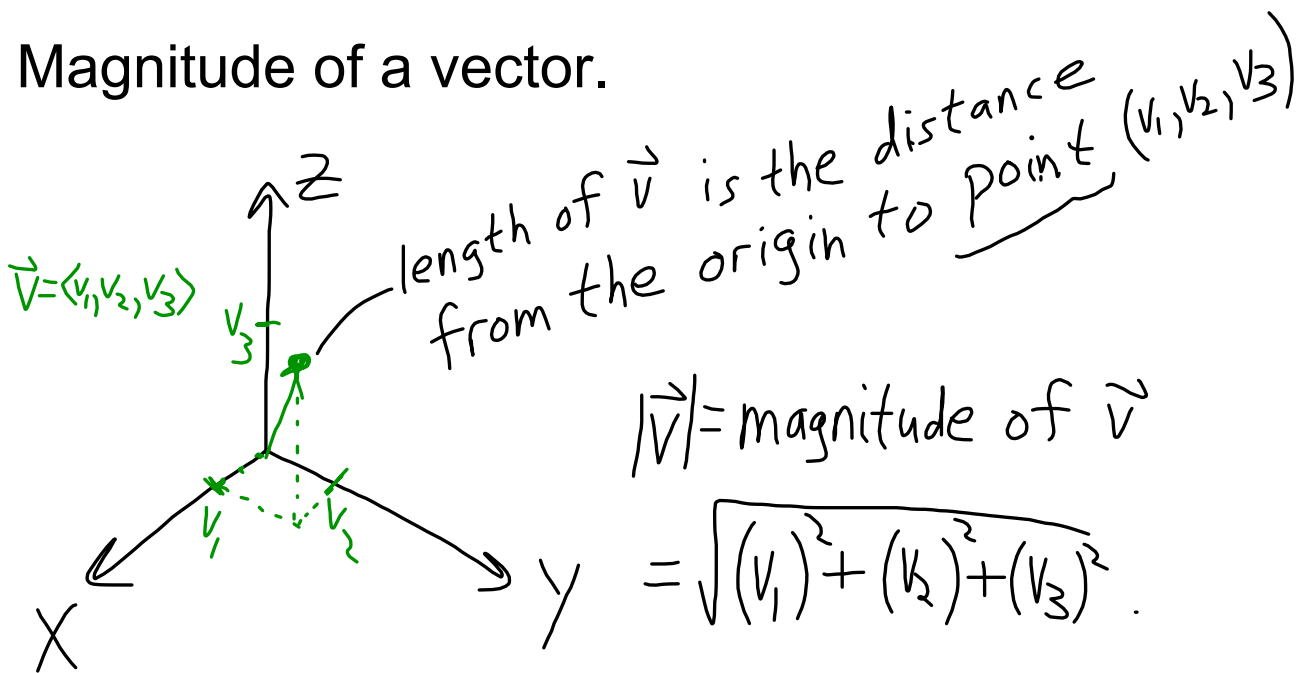 Magnitude of a vector.
length of v⃗ is the distance
from the origin to point (v₁, v₂, v₃)
Z
v⃗=⟨v₁, v₂, v₃⟩
v₃
|v⃗| = magnitude of v⃗
v₁
v₂
= √((v₁)² + (v₂)² + (v₃)²).
X
Y